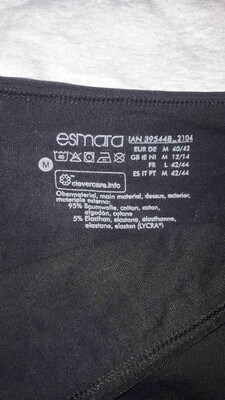 esmara IAN 395448_2104
EUR DE M 40/42
GB IE NI M 12/14
FR L 42/44
ES IT PT M 42/44
M
40
clevercare.info
Obermaterial, main material, dessus, exterior,
materiale esterno:
95% Baumwolle, cotton, coton,
algodón, cotone
5% Elasthan, elastane, élasthanne,
elastano, elastan (LYCRA®)